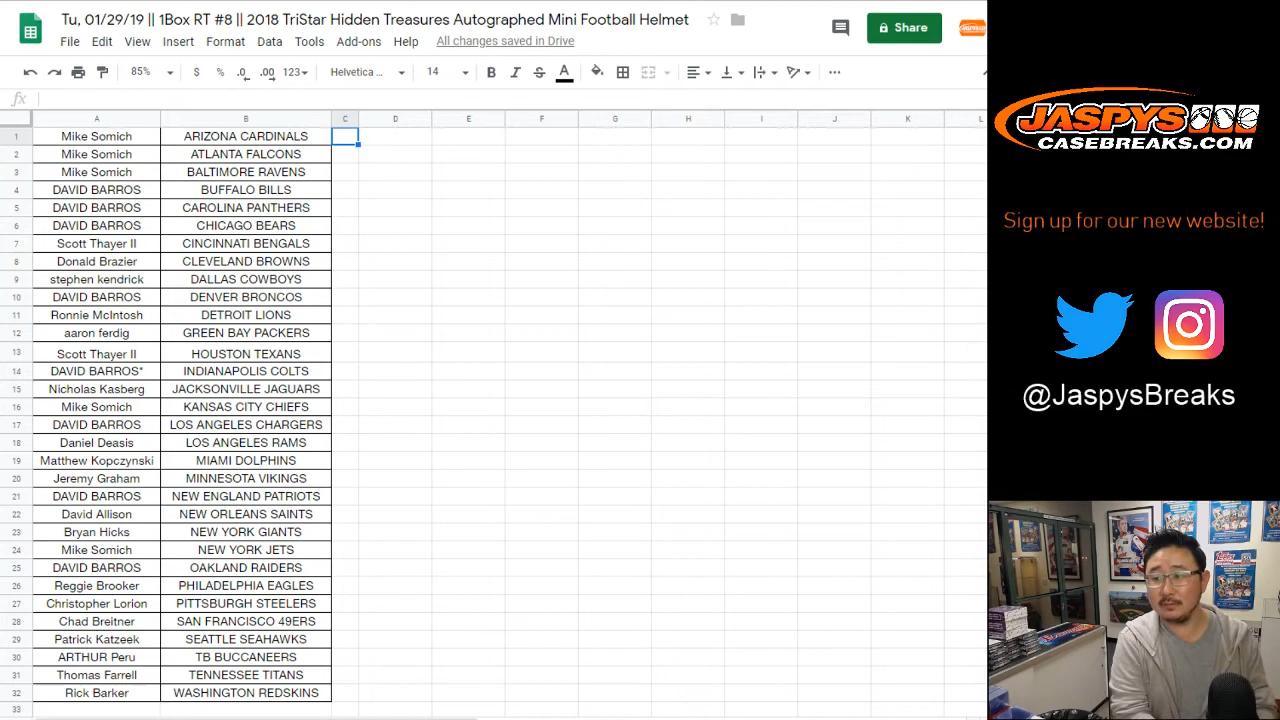 Tu, 01/29/19 || 1Box RT #8 || 2018 TriStar Hidden Treasures Autographed Mini Football Helmet
File Edit View Insert Format Data Tools Add-ons Help All changes saved in Drive
Share
85% $ % .0 .00 123 Helvetica ... 14 B I S A
fx
A B C D E F G H I J K L
1 Mike Somich ARIZONA CARDINALS
2 Mike Somich ATLANTA FALCONS
3 Mike Somich BALTIMORE RAVENS
4 DAVID BARROS BUFFALO BILLS
5 DAVID BARROS CAROLINA PANTHERS
6 DAVID BARROS CHICAGO BEARS
7 Scott Thayer II CINCINNATI BENGALS
8 Donald Brazier CLEVELAND BROWNS
9 stephen kendrick DALLAS COWBOYS
10 DAVID BARROS DENVER BRONCOS
11 Ronnie McIntosh DETROIT LIONS
12 aaron ferdig GREEN BAY PACKERS
13 Scott Thayer II HOUSTON TEXANS
14 DAVID BARROS* INDIANAPOLIS COLTS
15 Nicholas Kasberg JACKSONVILLE JAGUARS
16 Mike Somich KANSAS CITY CHIEFS
17 DAVID BARROS LOS ANGELES CHARGERS
18 Daniel Deasis LOS ANGELES RAMS
19 Matthew Kopczynski MIAMI DOLPHINS
20 Jeremy Graham MINNESOTA VIKINGS
21 DAVID BARROS NEW ENGLAND PATRIOTS
22 David Allison NEW ORLEANS SAINTS
23 Bryan Hicks NEW YORK GIANTS
24 Mike Somich NEW YORK JETS
25 DAVID BARROS OAKLAND RAIDERS
26 Reggie Brooker PHILADELPHIA EAGLES
27 Christopher Lorion PITTSBURGH STEELERS
28 Chad Breitner SAN FRANCISCO 49ERS
29 Patrick Katzeek SEATTLE SEAHAWKS
30 ARTHUR Peru TB BUCCANEERS
31 Thomas Farrell TENNESSEE TITANS
32 Rick Barker WASHINGTON REDSKINS
33
JASPYS
CASEBREAKS.COM
Sign up for our new website!
@JaspysBreaks